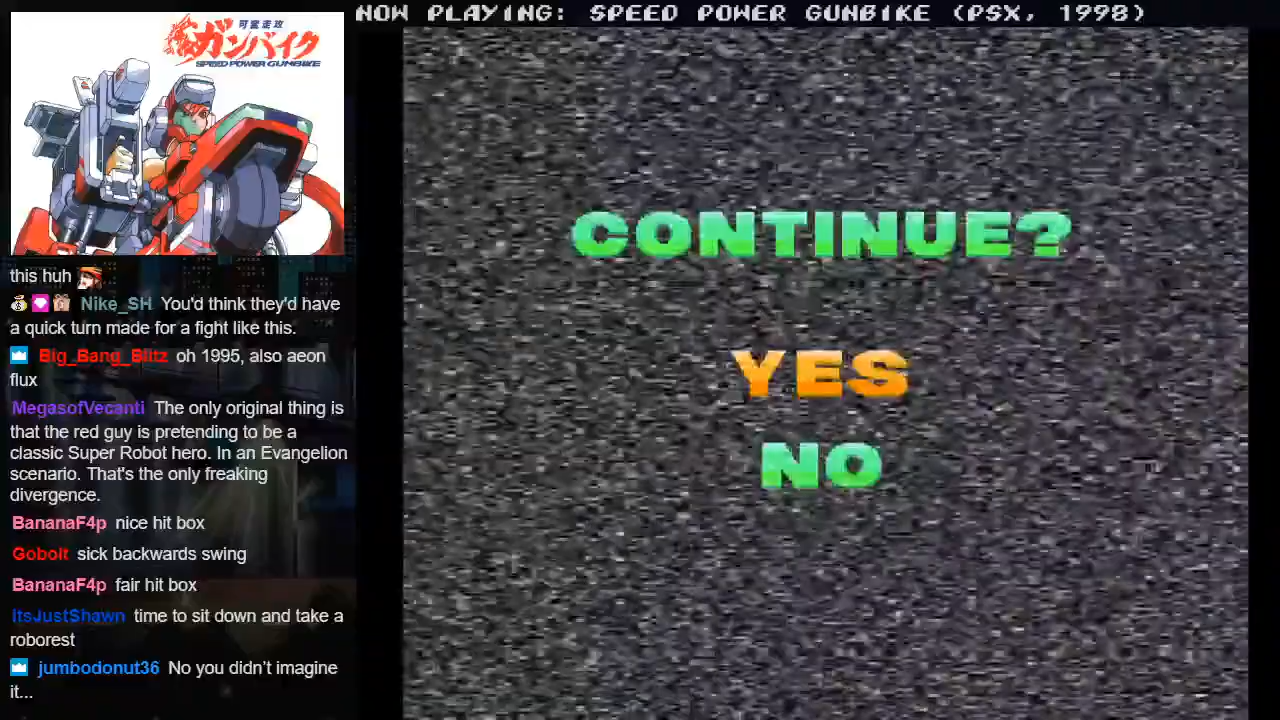 NOW PLAYING: SPEED POWER GUNBIKE (PSX, 1998)
可変走攻
ガンバイク
SPEED POWER GUNBIKE
this huh
Nike_SH You'd think they'd have
a quick turn made for a fight like this.
Big_Bang_Blitz oh 1995, also aeon
flux
MegasofVecanti The only original thing is
that the red guy is pretending to be a
classic Super Robot hero. In an Evangelion
scenario. That's the only freaking
divergence.
BananaF4p nice hit box
Gobolt sick backwards swing
BananaF4p fair hit box
ItsJustShawn time to sit down and take a
roborest
jumbodonut36 No you didn’t imagine
it...
CONTINUE?
YES
NO